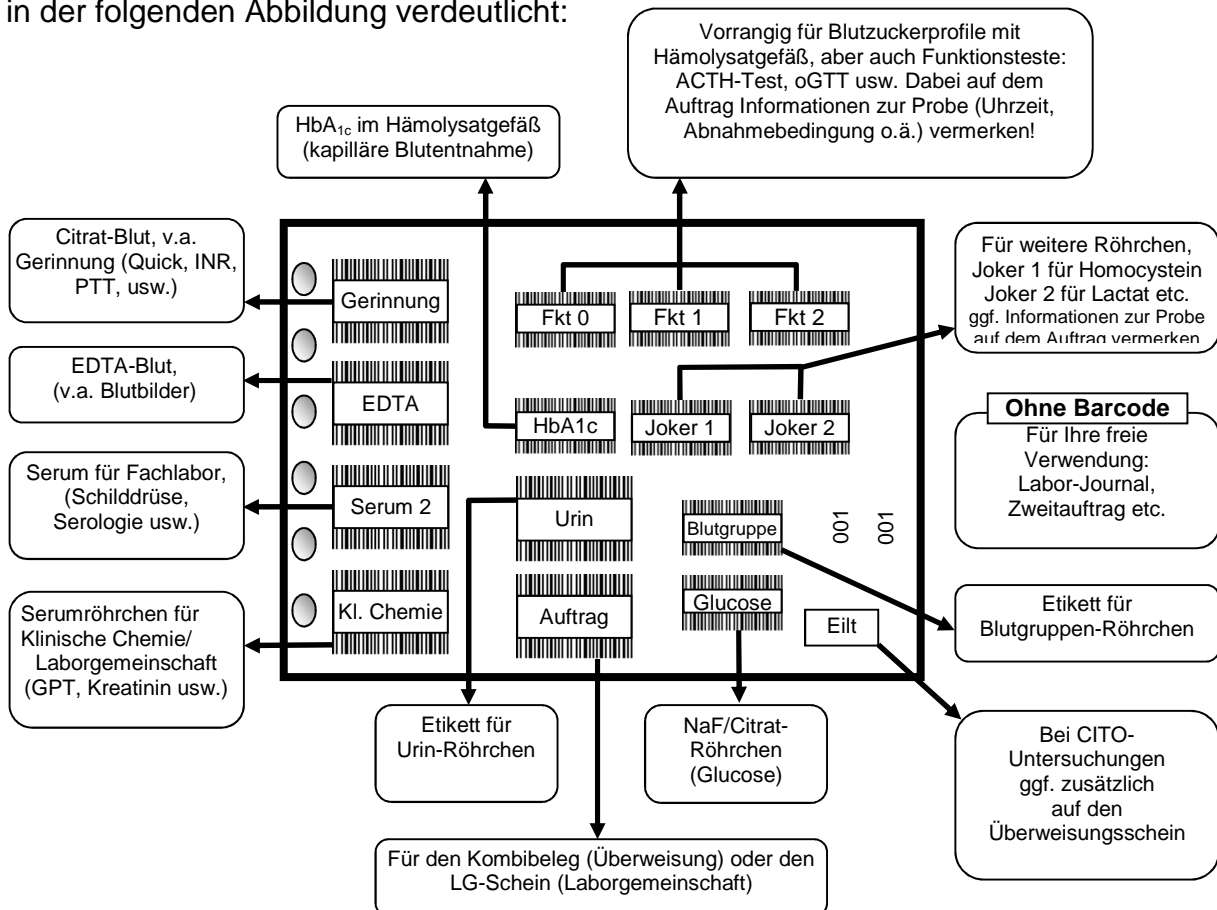 in der folgenden Abbildung verdeutlicht:
Vorrangig für Blutzuckerprofile mit
Hämolysatgefäß, aber auch Funktionsteste:
ACTH-Test, oGTT usw. Dabei auf dem
Auftrag Informationen zur Probe (Uhrzeit,
Abnahmebedingung o.ä.) vermerken!
HbA1c im Hämolysatgefäß
(kapilläre Blutentnahme)
Citrat-Blut, v.a.
Gerinnung (Quick, INR,
PTT, usw.)
EDTA-Blut,
(v.a. Blutbilder)
Serum für Fachlabor,
(Schilddrüse,
Serologie usw.)
Serumröhrchen für
Klinische Chemie/
Laborgemeinschaft
(GPT, Kreatinin usw.)
Gerinnung
EDTA
Serum 2
Kl. Chemie
Fkt 0
Fkt 1
Fkt 2
HbA1c
Joker 1
Joker 2
Urin
Blutgruppe
001
001
Auftrag
Glucose
Eilt
Für weitere Röhrchen,
Joker 1 für Homocystein
Joker 2 für Lactat etc.
ggf. Informationen zur Probe
auf dem Auftrag vermerken
Ohne Barcode
Für Ihre freie
Verwendung:
Labor-Journal,
Zweitauftrag etc.
Etikett für
Blutgruppen-Röhrchen
Bei CITO-
Untersuchungen
ggf. zusätzlich
auf den
Überweisungsschein
Etikett für
Urin-Röhrchen
NaF/Citrat-
Röhrchen
(Glucose)
Für den Kombibeleg (Überweisung) oder den
LG-Schein (Laborgemeinschaft)